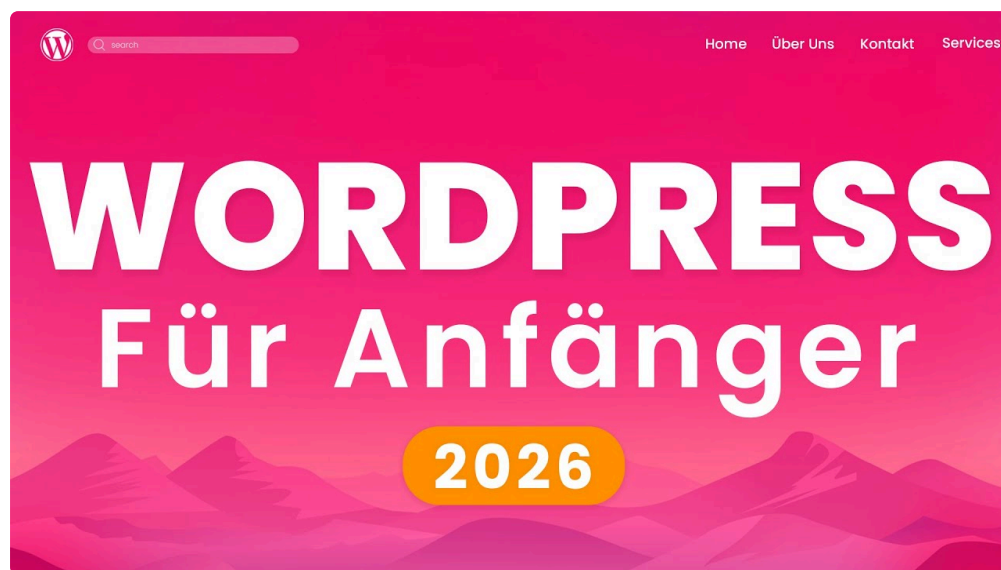 search
Home Über Uns Kontakt Services
WORDPRESS
Für Anfänger
2026